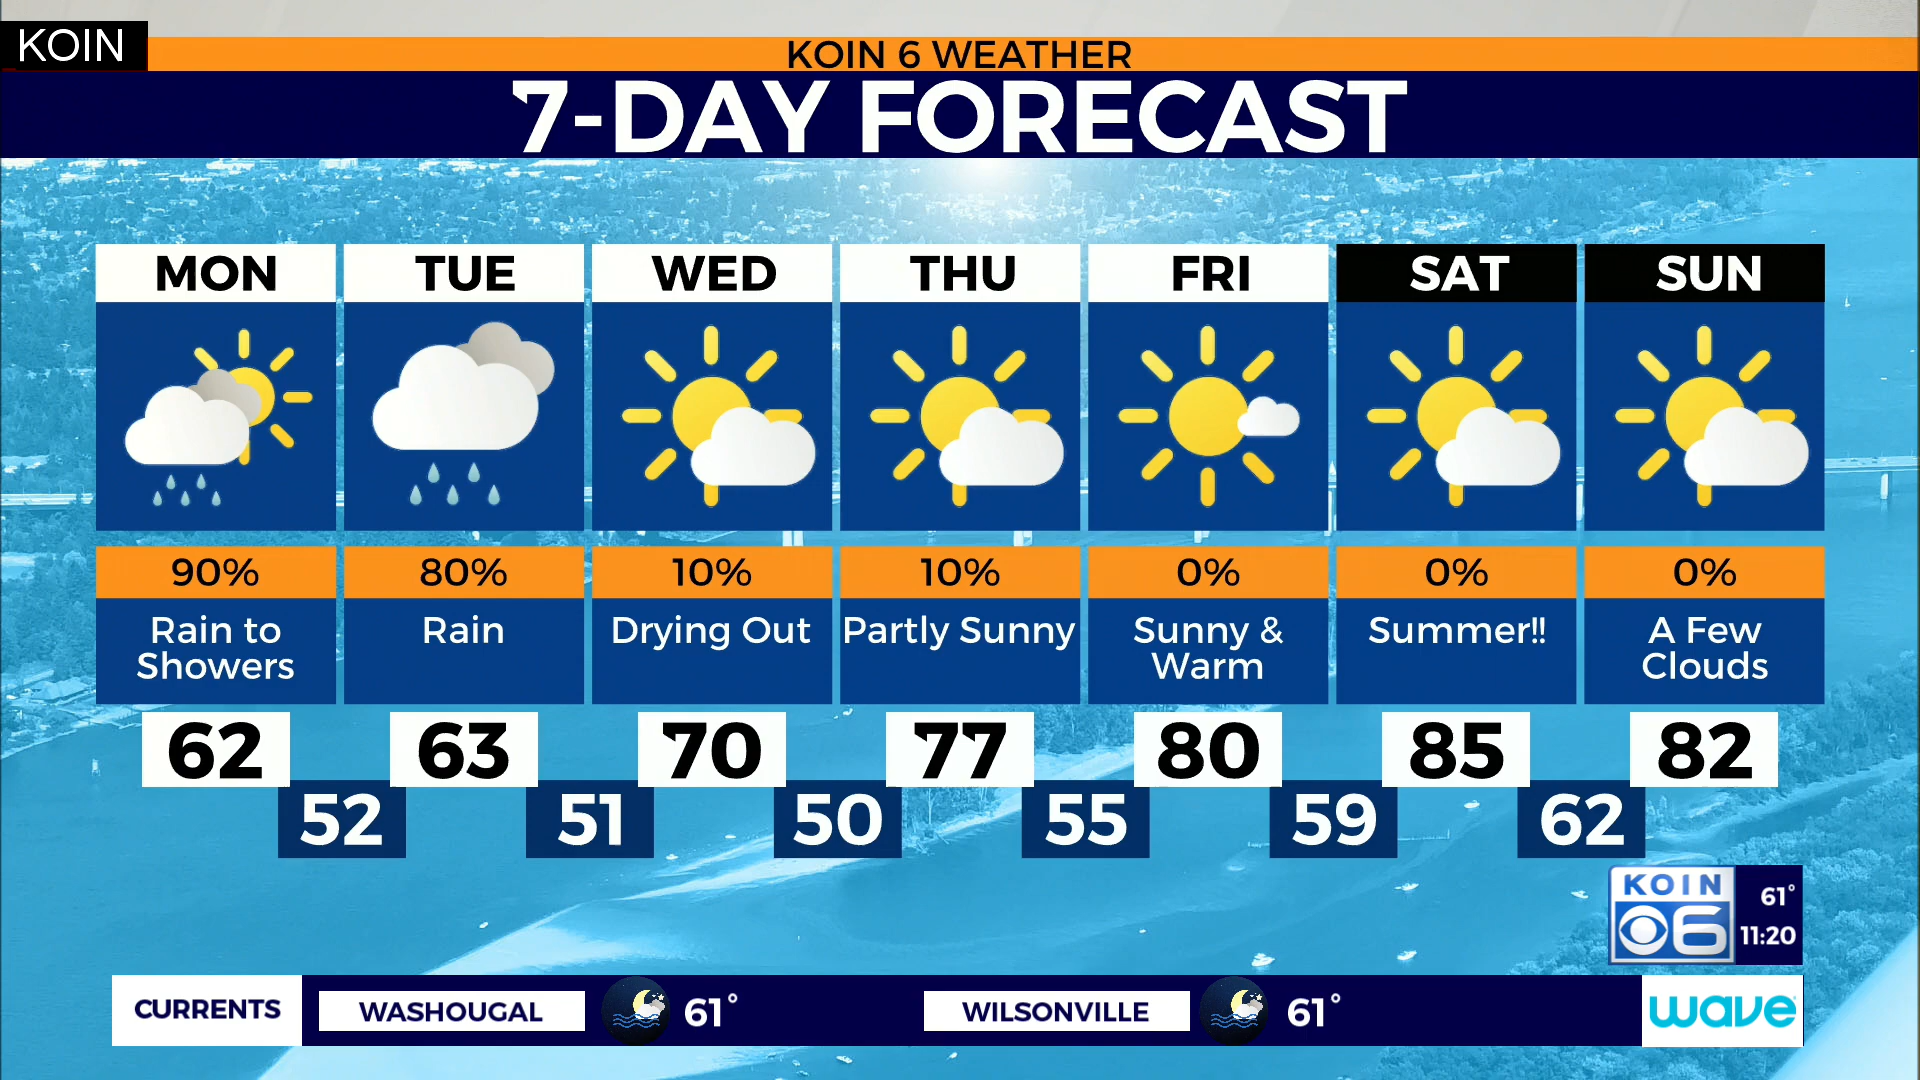 KOIN
KOIN 6 WEATHER
7-DAY FORECAST
MON TUE WED THU FRI SAT SUN
90% 80% 10% 10% 0% 0% 0%
Rain to Rain Drying Out Partly Sunny Sunny & Summer!! A Few
Showers Warm Clouds
62 63 70 77 80 85 82
52 51 50 55 59 62
KOIN 61°
6 11:20
CURRENTS WASHOUGAL 61° WILSONVILLE 61° wave